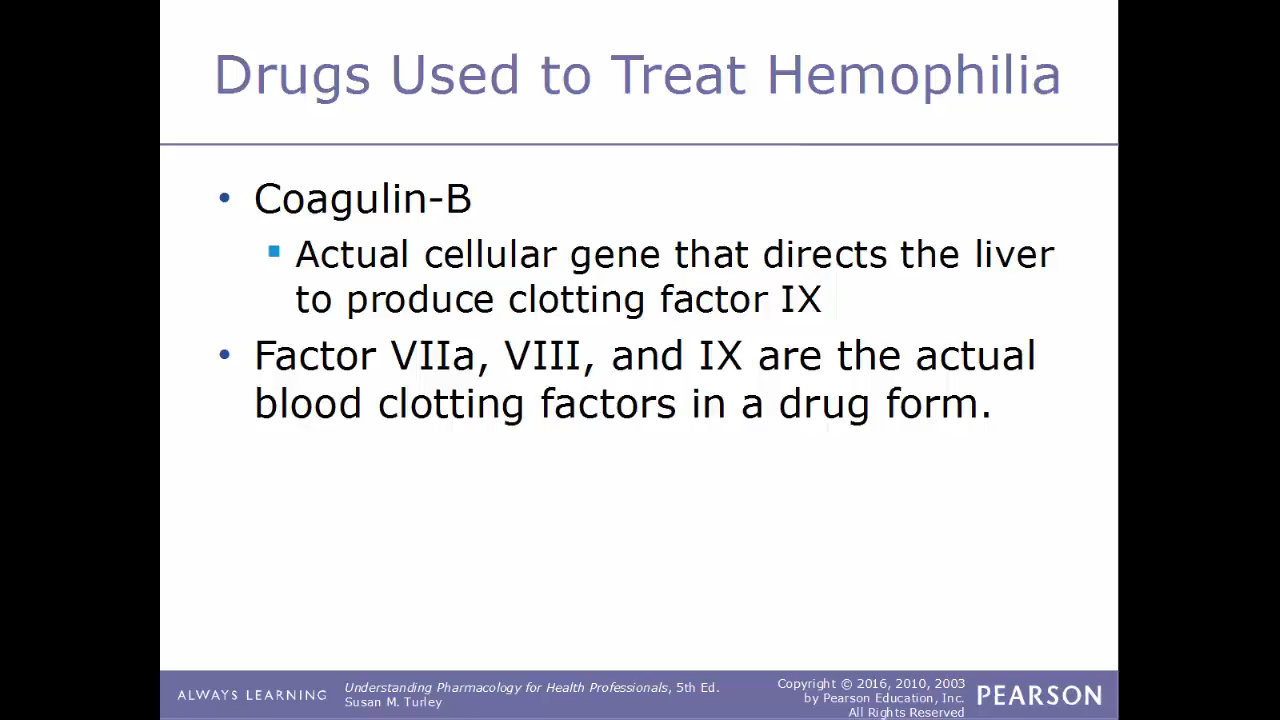 Drugs Used to Treat Hemophilia
• Coagulin-B
▪ Actual cellular gene that directs the liver
to produce clotting factor IX
• Factor VIIa, VIII, and IX are the actual
blood clotting factors in a drug form.
ALWAYS LEARNING
Understanding Pharmacology for Health Professionals, 5th Ed.
Susan M. Turley
Copyright © 2016, 2010, 2003
by Pearson Education, Inc.
All Rights Reserved
PEARSON